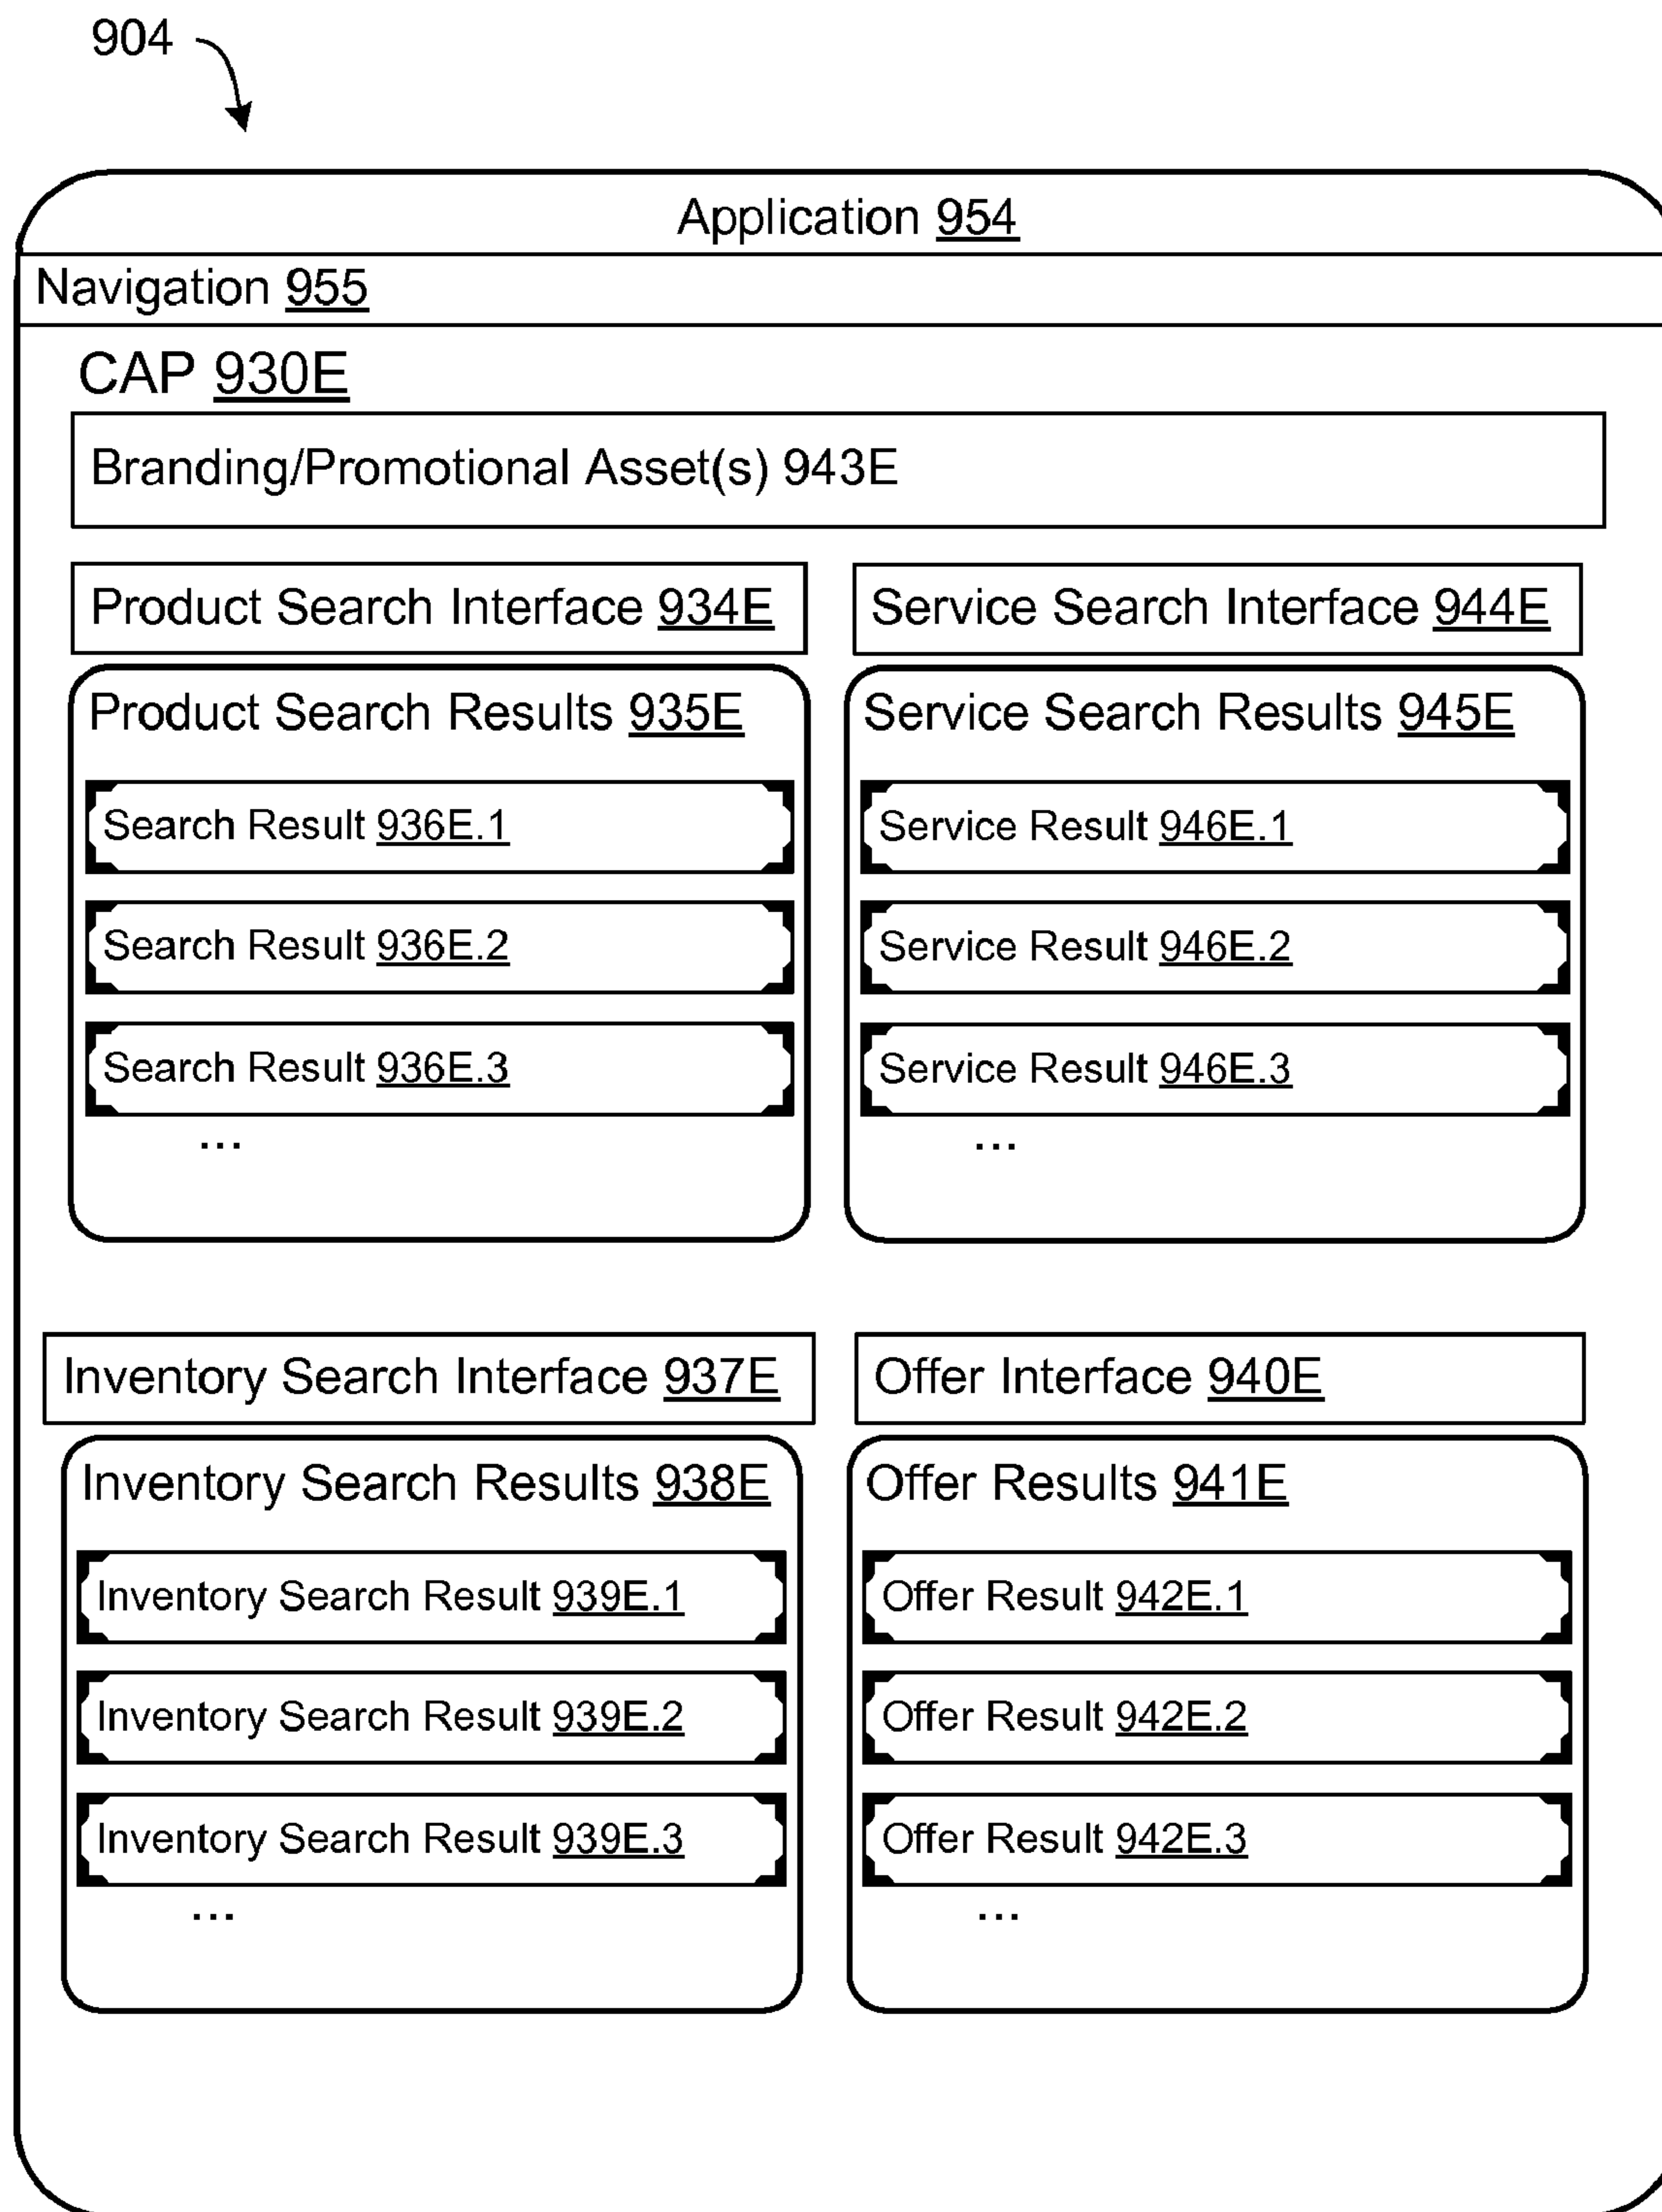 904
Application 954
Navigation 955
CAP 930E
Branding/Promotional Asset(s) 943E
Product Search Interface 934E
Product Search Results 935E
Search Result 936E.1
Search Result 936E.2
Search Result 936E.3
...
Service Search Interface 944E
Service Search Results 945E
Service Result 946E.1
Service Result 946E.2
Service Result 946E.3
...
Inventory Search Interface 937E
Inventory Search Results 938E
Inventory Search Result 939E.1
Inventory Search Result 939E.2
Inventory Search Result 939E.3
...
Offer Interface 940E
Offer Results 941E
Offer Result 942E.1
Offer Result 942E.2
Offer Result 942E.3
...